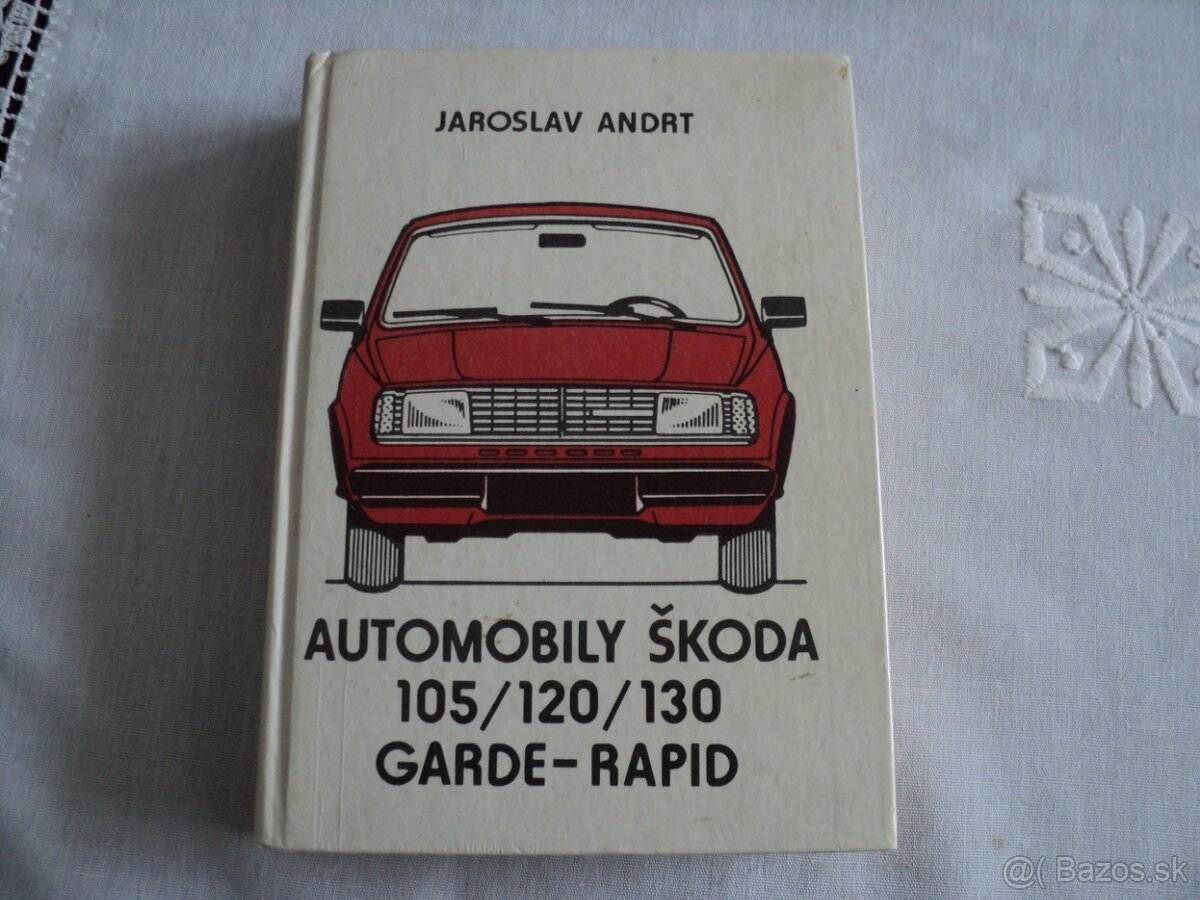 JAROSLAV ANDRT
AUTOMOBILY ŠKODA
105/120/130
GARDE-RAPID
@( Bazos.sk